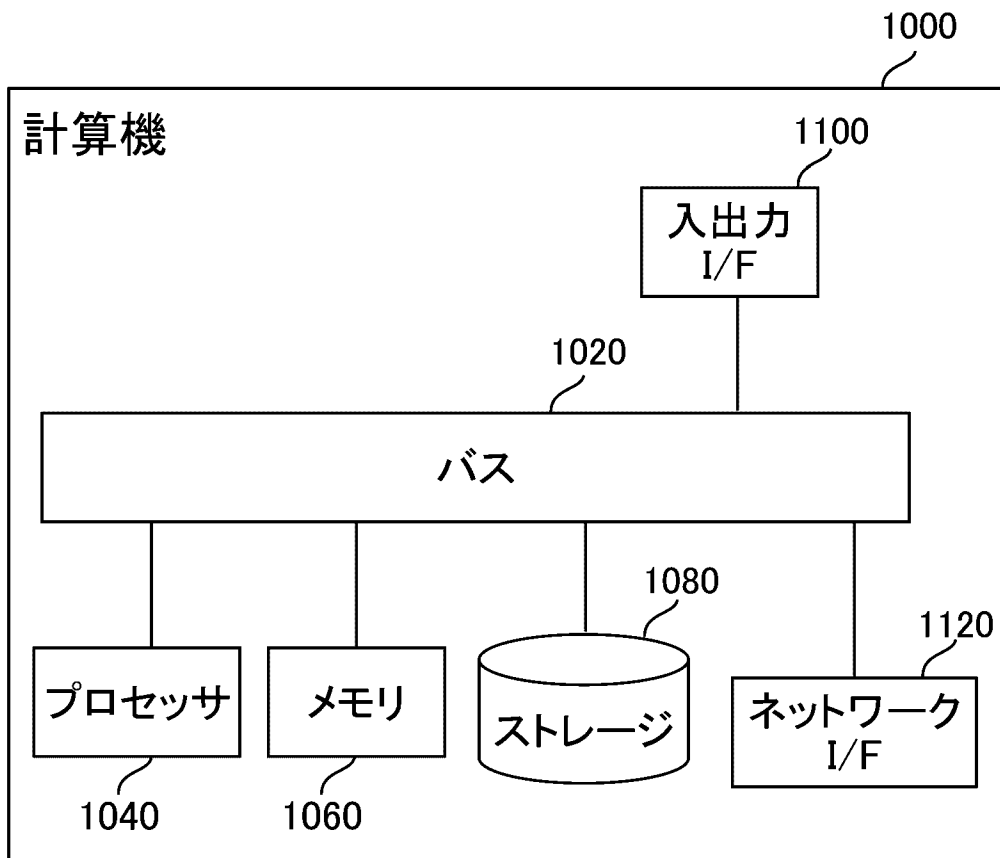 1000
計算機
1100
入出力
I/F
1020
バス
1080
1120
プロセッサ
メモリ
ストレージ
ネットワーク
I/F
1040
1060